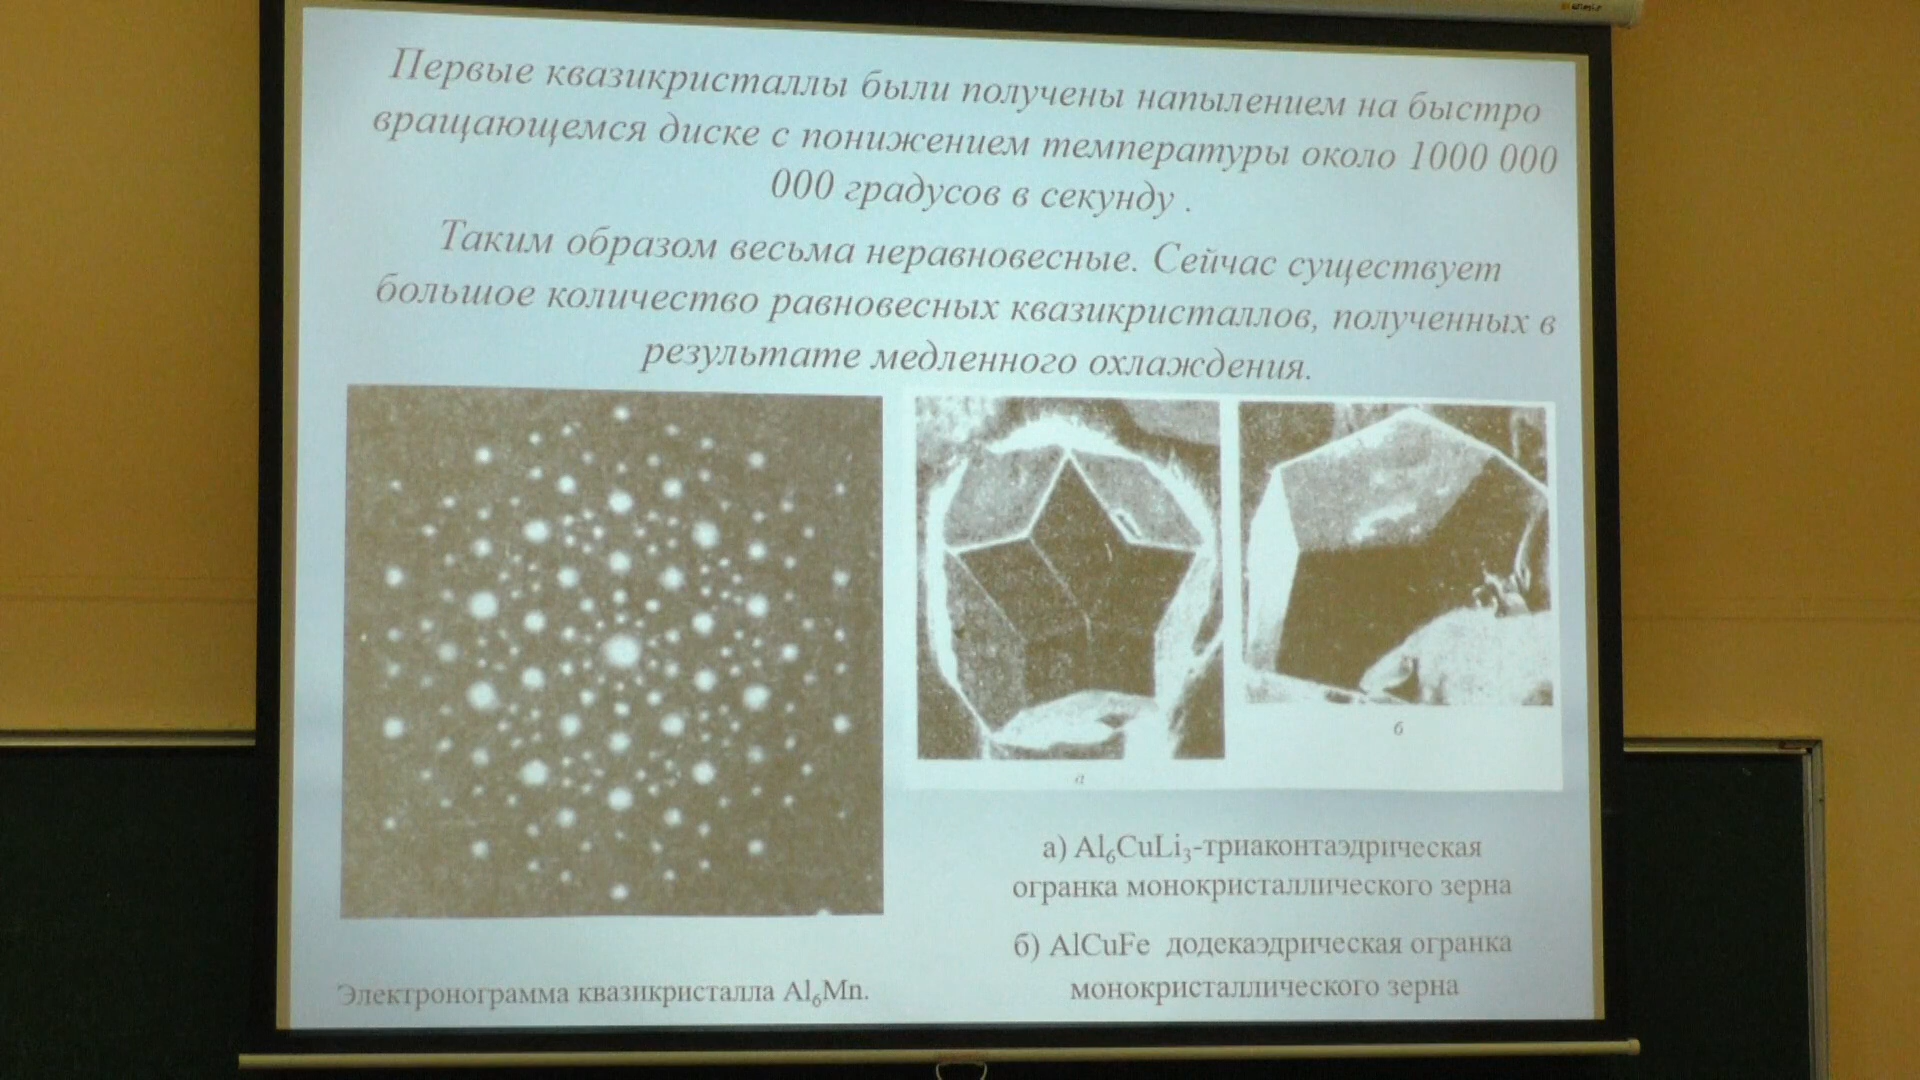 Первые квазикристаллы были получены напылением на быстро
вращающемся диске с понижением температуры около 1000 000
000 градусов в секунду .
Таким образом весьма неравновесные. Сейчас существует
большое количество равновесных квазикристаллов, полученных в
результате медленного охлаждения.
а
б
а) Al₆CuLi₃-триаконтаэдрическая
огранка монокристаллического зерна
б) AlCuFe додекаэдрическая огранка
монокристаллического зерна
Электронограмма квазикристалла Al₆Mn.